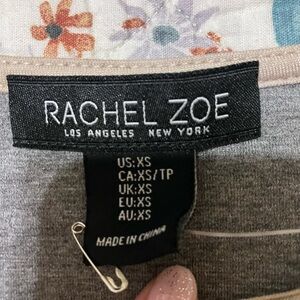 RACHEL ZOE
LOS ANGELES NEW YORK
US:XS
CA:XS/TP
UK:XS
EU:XS
AU:XS
MADE IN CHINA